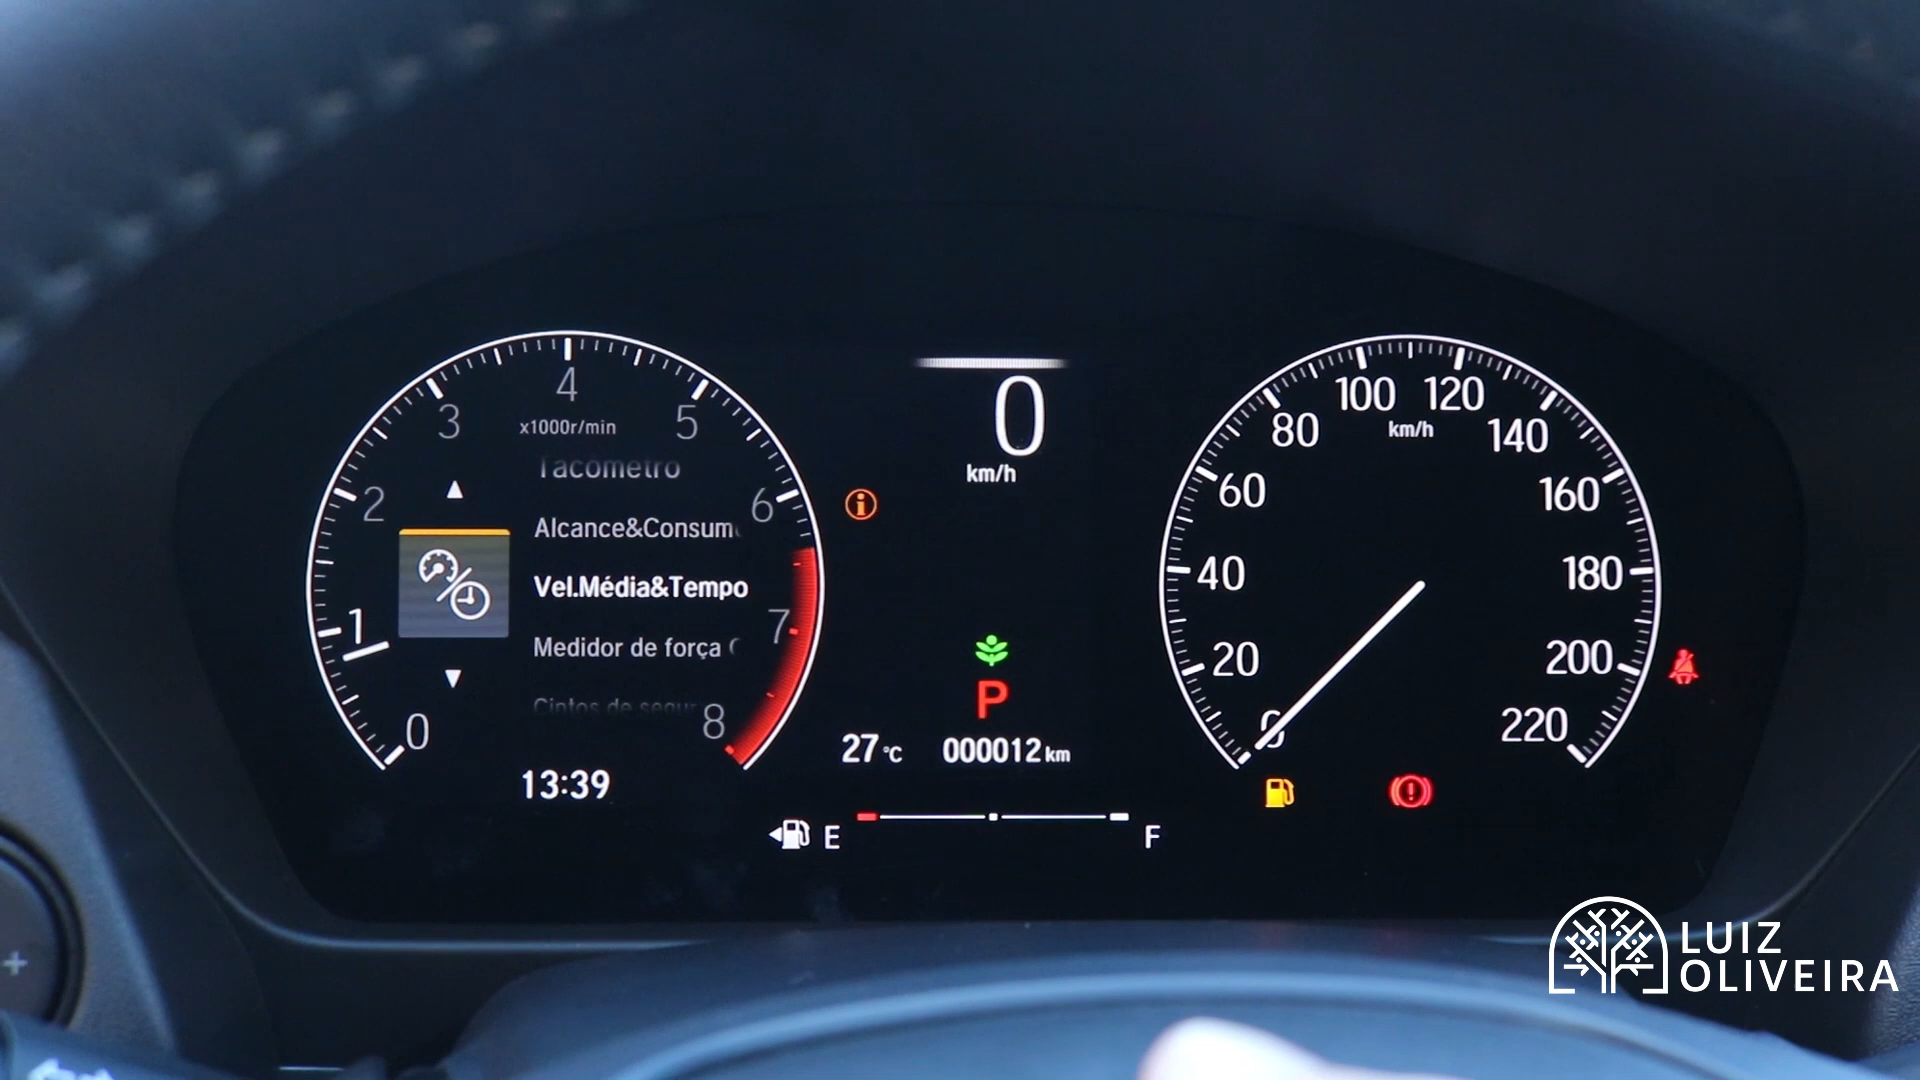 4
3
5
x1000r/min
Tacômetro
2
6
Alcance&Consum
Vel.Média&Tempo
1
7
Medidor de força
Cintos de segur
0
8
13:39
0
km/h
P
27 °C
000012 km
E
F
100
120
80
km/h
140
60
160
40
180
20
200
0
220
+
LUIZ
OLIVEIRA